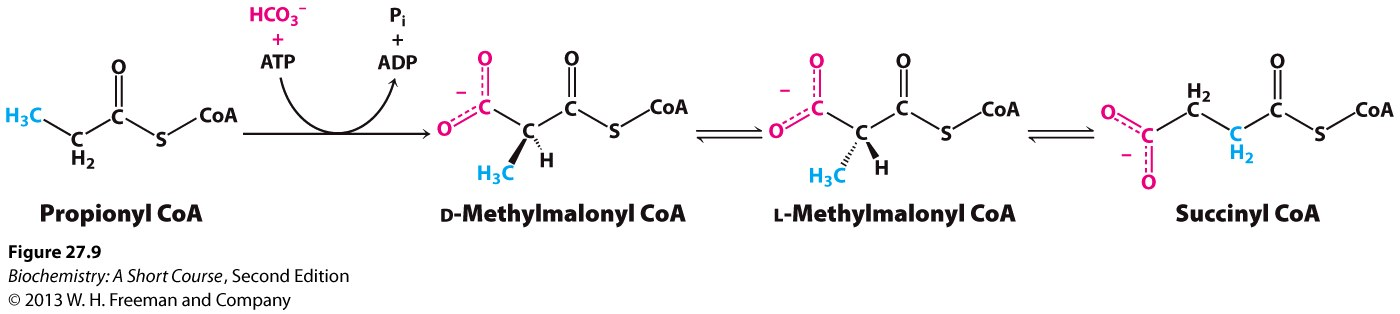 HCO₃⁻ Pᵢ
+ +
ATP ADP
O O O O O O
H₃C C S CoA
C
H₂
− C O C C S CoA
H₃C H
− C O C C S CoA
H₃C H
O C − O H₂ C C H₂ C S CoA
Propionyl CoA D-Methylmalonyl CoA L-Methylmalonyl CoA Succinyl CoA
Figure 27.9
Biochemistry: A Short Course, Second Edition
© 2013 W. H. Freeman and Company